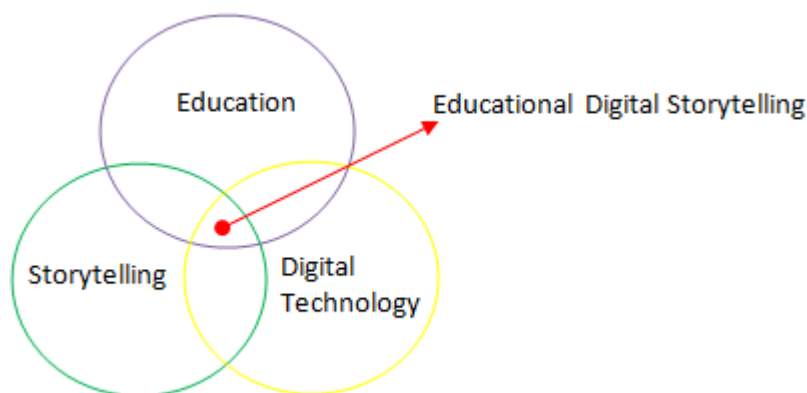 Education
Educational Digital Storytelling
Storytelling
Digital
Technology